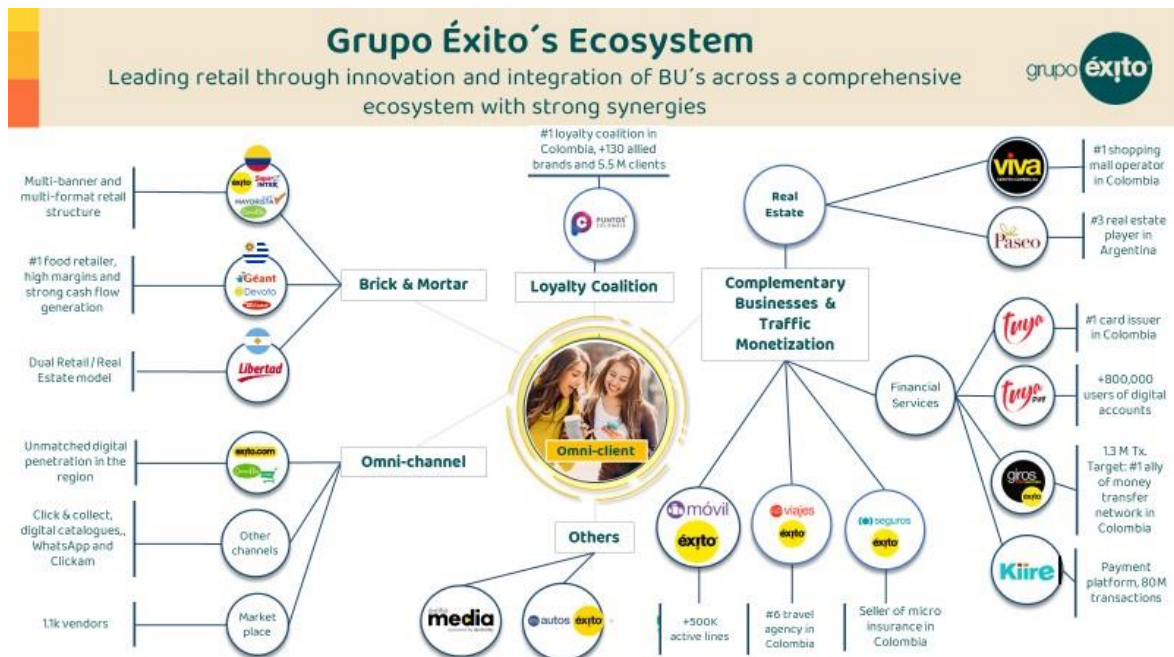 Grupo Éxito´s Ecosystem
Leading retail through innovation and integration of BU´s across a comprehensive
ecosystem with strong synergies
grupo éxito
Multi-banner and
multi-format retail
structure
éxito
Super
INTER
MAYORISTA
#1 food retailer,
high margins and
strong cash flow
generation
Géant
Devoto
Dual Retail / Real
Estate model
Libertad
Brick & Mortar
#1 loyalty coalition in
Colombia, +130 allied
brands and 5.5 M clients
PUNTOS
COLOMBIA
Loyalty Coalition
Real
Estate
viva
#1 shopping
mall operator
in Colombia
Paseo
#3 real estate
player in
Argentina
Complementary
Businesses &
Traffic
Monetization
Omni-client
Unmatched digital
penetration in the
region
exito.com
Omni-channel
Click & collect,
digital catalogues,,
WhatsApp and
Clickam
Other
channels
1.1k vendors
Market
place
Others
éxito
media
autos éxito
móvil
éxito
+500K
active lines
viajes
éxito
#6 travel
agency in
Colombia
seguros
éxito
Seller of micro
insurance in
Colombia
Financial
Services
tuya
#1 card issuer
in Colombia
tuya
pay
+800,000
users of digital
accounts
giros
éxito
1.3 M Tx.
Target: #1 ally
of money
transfer
network in
Colombia
Kiire
Payment
platform, 80M
transactions